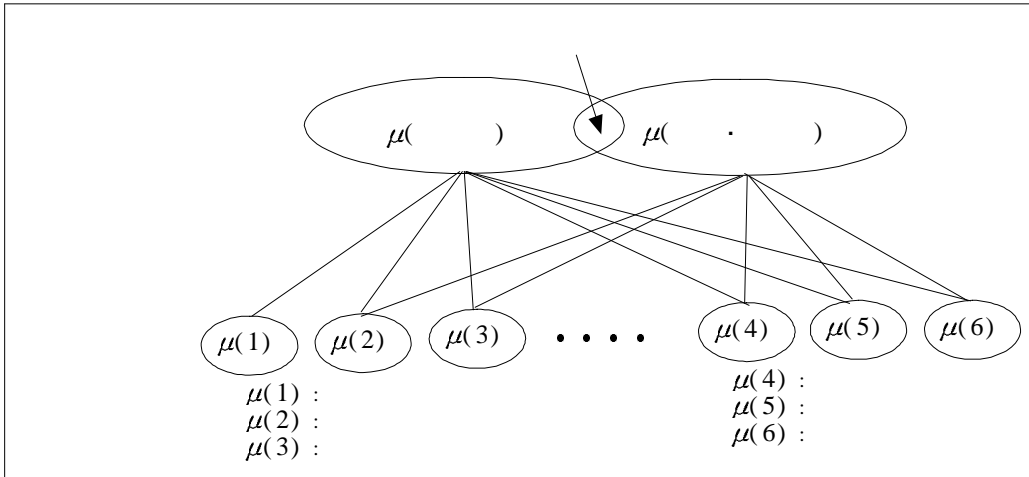 μ( ) μ( · )
μ(1) μ(2) μ(3) · · · · μ(4) μ(5) μ(6)
μ(1) :
μ(2) :
μ(3) :
μ(4) :
μ(5) :
μ(6) :